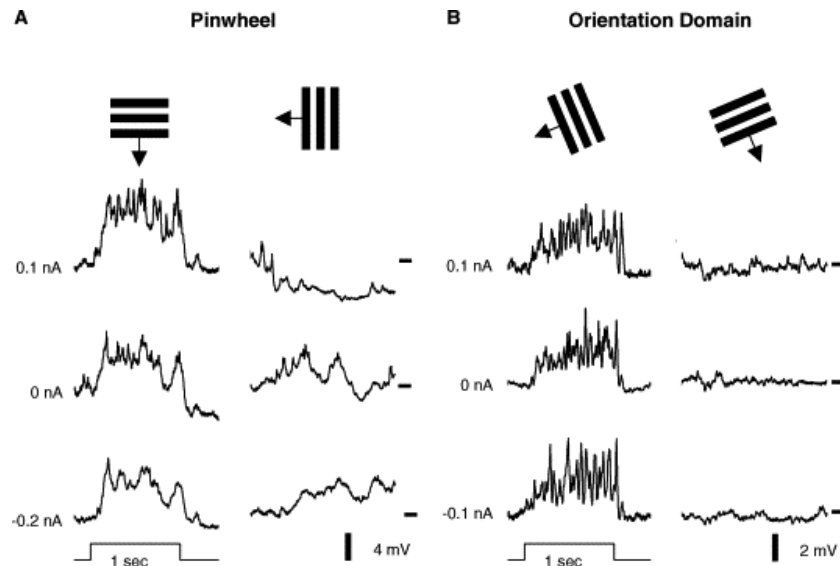 A Pinwheel
B Orientation Domain
0.1 nA
0.1 nA
0 nA
0 nA
-0.2 nA
-0.1 nA
1 sec
4 mV
1 sec
2 mV